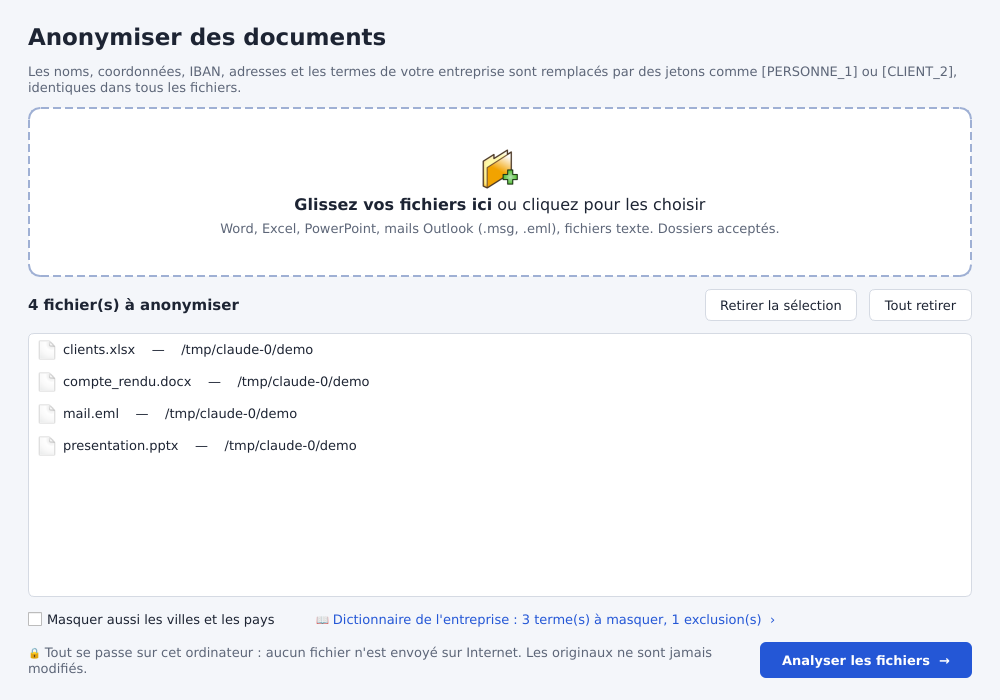 Anonymiser des documents
Les noms, coordonnées, IBAN, adresses et les termes de votre entreprise sont remplacés par des jetons comme [PERSONNE_1] ou [CLIENT_2],
identiques dans tous les fichiers.
Glissez vos fichiers ici ou cliquez pour les choisir
Word, Excel, PowerPoint, mails Outlook (.msg, .eml), fichiers texte. Dossiers acceptés.
4 fichier(s) à anonymiser
Retirer la sélection
Tout retirer
clients.xlsx — /tmp/claude-0/demo
compte_rendu.docx — /tmp/claude-0/demo
mail.eml — /tmp/claude-0/demo
presentation.pptx — /tmp/claude-0/demo
Masquer aussi les villes et les pays
📖 Dictionnaire de l'entreprise : 3 terme(s) à masquer, 1 exclusion(s) ›
🔒 Tout se passe sur cet ordinateur : aucun fichier n'est envoyé sur Internet. Les originaux ne sont jamais
modifiés.
Analyser les fichiers →